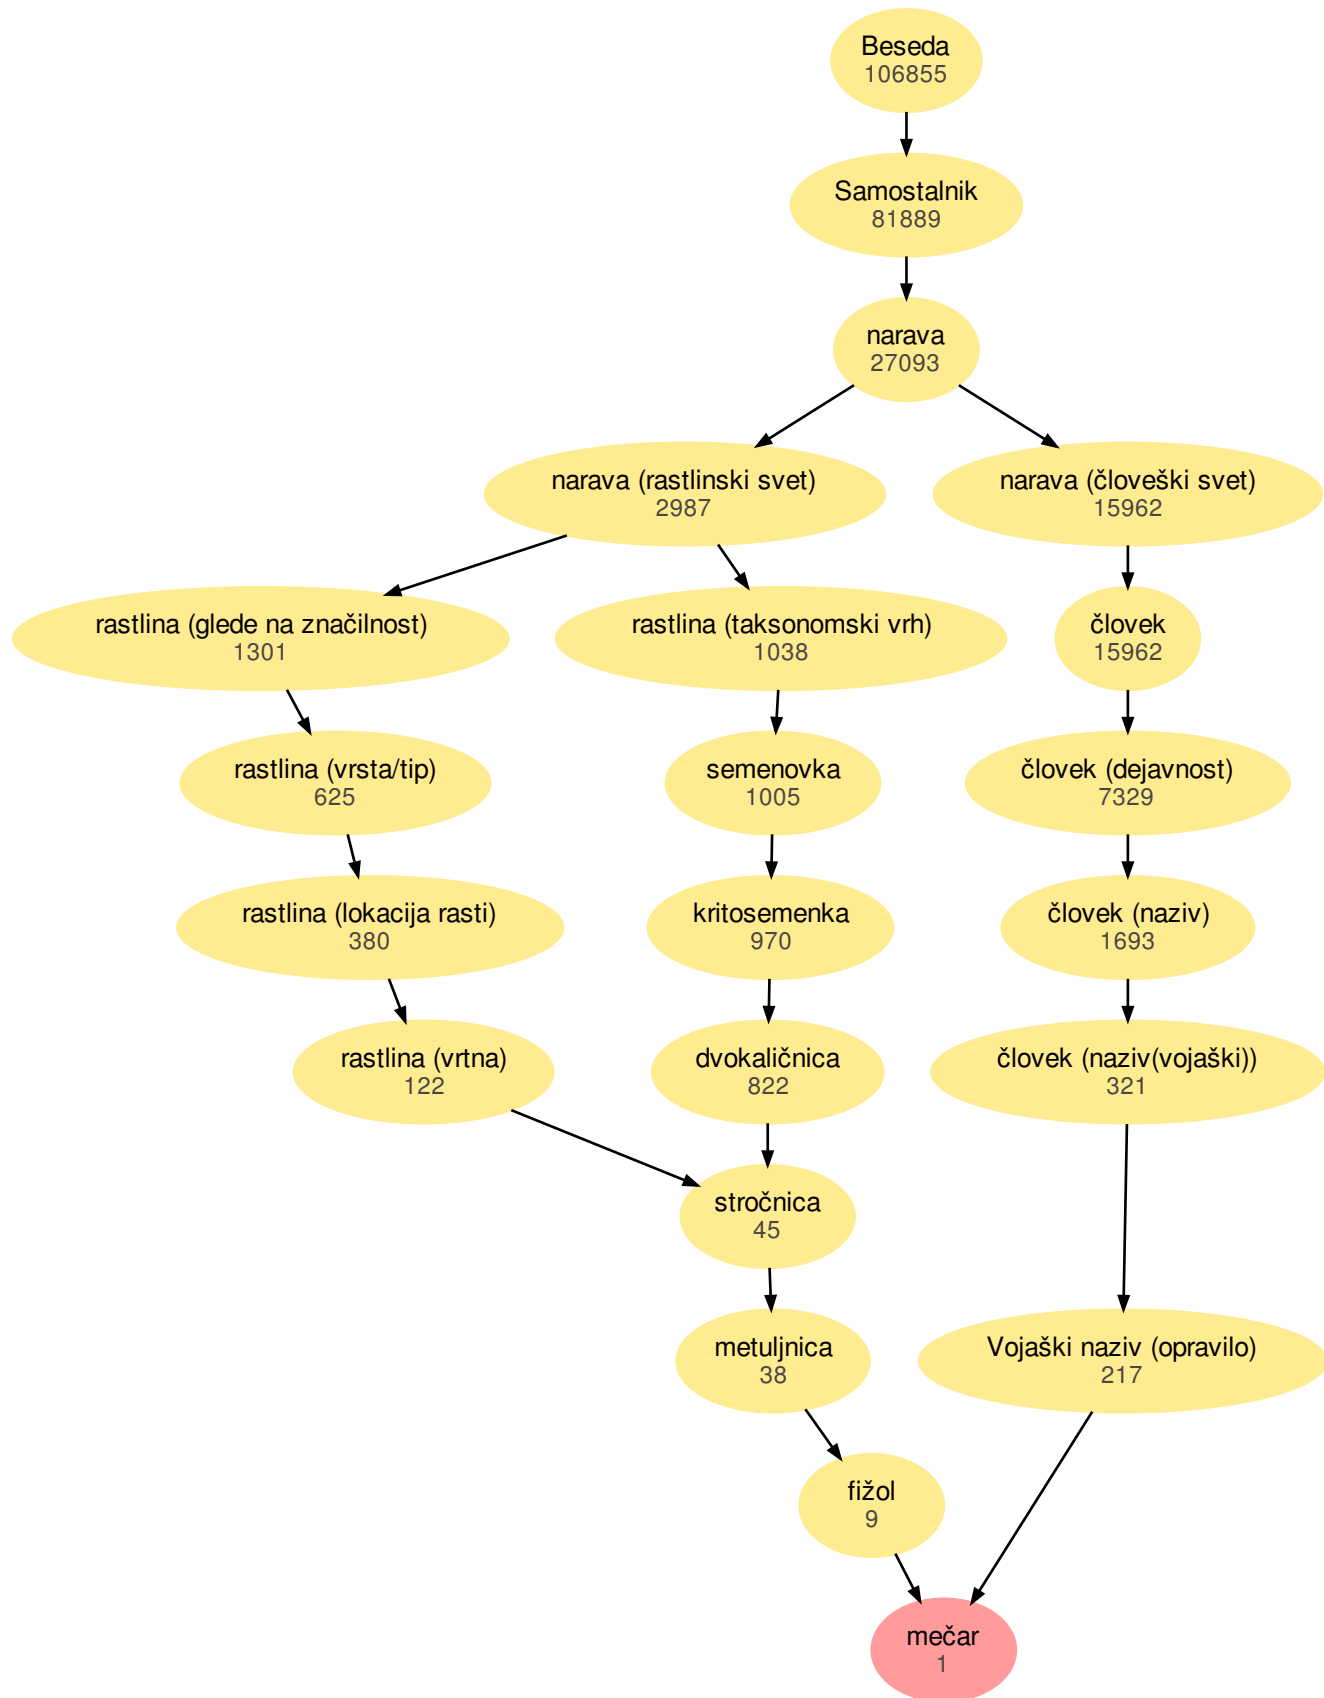 Beseda
106855
Samostalnik
81889
narava
27093
narava (rastlinski svet)
2987
narava (človeški svet)
15962
rastlina (glede na značilnost)
1301
rastlina (taksonomski vrh)
1038
človek
15962
rastlina (vrsta/tip)
625
semenovka
1005
človek (dejavnost)
7329
rastlina (lokacija rasti)
380
kritosemenka
970
človek (naziv)
1693
rastlina (vrtna)
122
dvokaličnica
822
človek (naziv(vojaški))
321
stročnica
45
metuljnica
38
Vojaški naziv (opravilo)
217
fižol
9
mečar
1